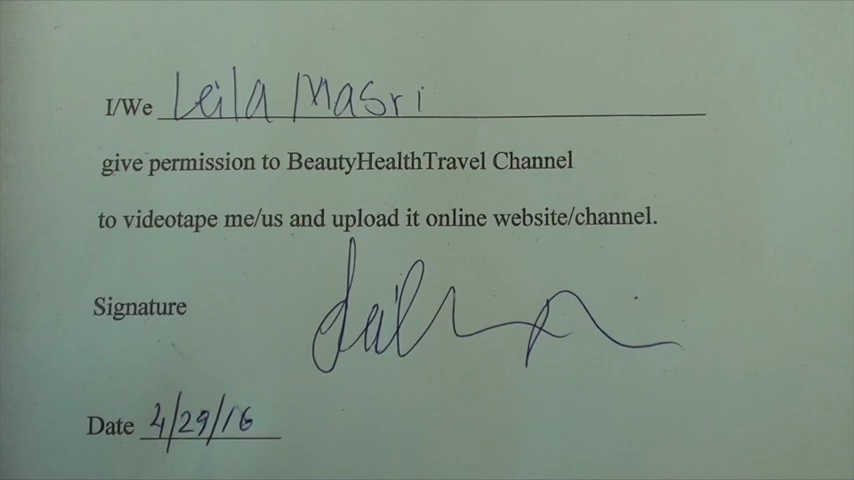 I/We Leila Masri
give permission to BeautyHealthTravel Channel
to videotape me/us and upload it online website/channel.
Signature
Date 4/29/16